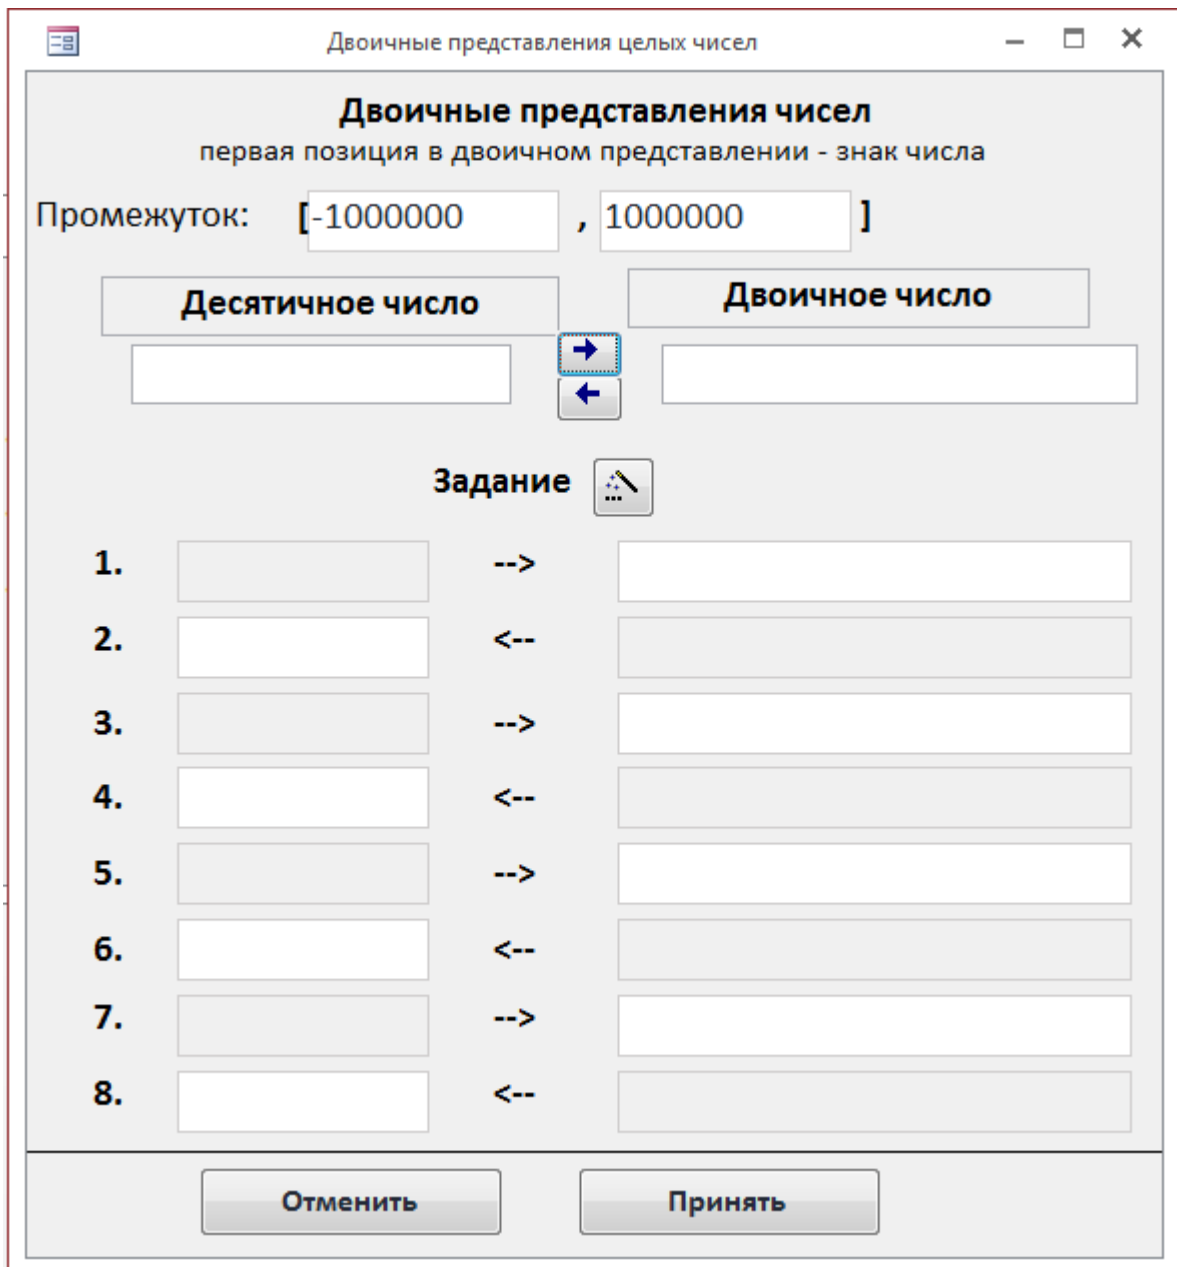 Двоичные представления целых чисел
Двоичные представления чисел
первая позиция в двоичном представлении - знак числа
Промежуток: [-1000000 , 1000000 ]
Десятичное число Двоичное число
Задание
1. -->
2. <--
3. -->
4. <--
5. -->
6. <--
7. -->
8. <--
Отменить Принять